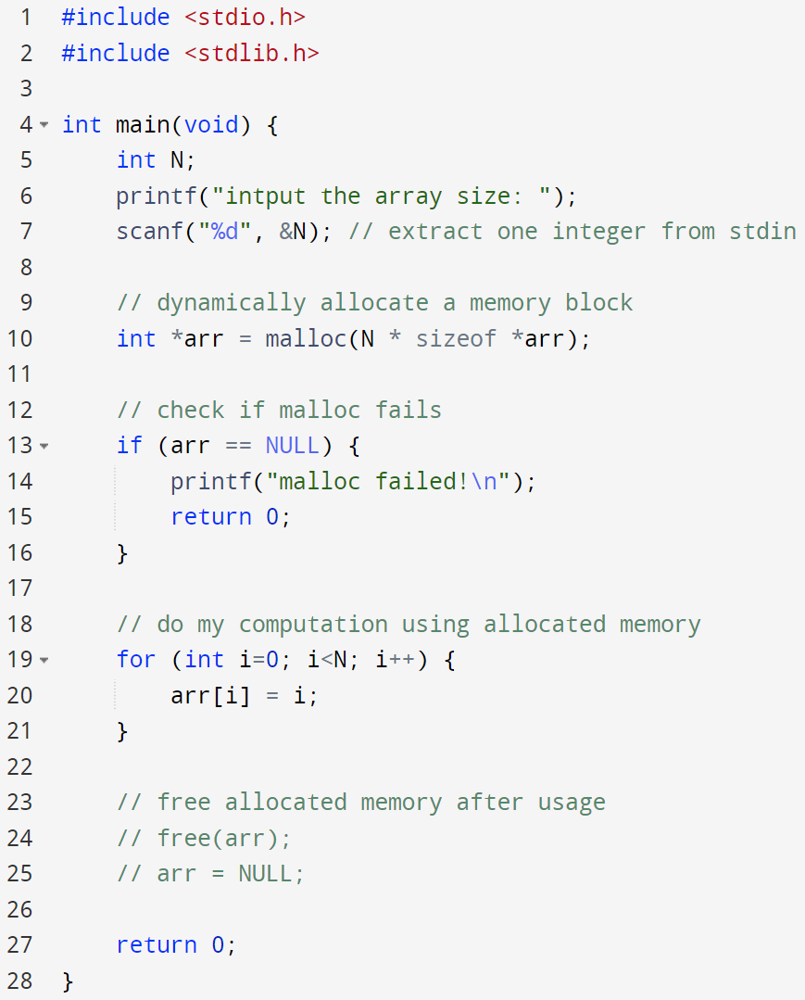 1 #include <stdio.h>
2 #include <stdlib.h>
3
4 int main(void) {
5     int N;
6     printf("intput the array size: ");
7     scanf("%d", &N); // extract one integer from stdin
8
9     // dynamically allocate a memory block
10     int *arr = malloc(N * sizeof *arr);
11
12     // check if malloc fails
13     if (arr == NULL) {
14         printf("malloc failed!\n");
15         return 0;
16     }
17
18     // do my computation using allocated memory
19     for (int i=0; i<N; i++) {
20         arr[i] = i;
21     }
22
23     // free allocated memory after usage
24     // free(arr);
25     // arr = NULL;
26
27     return 0;
28 }